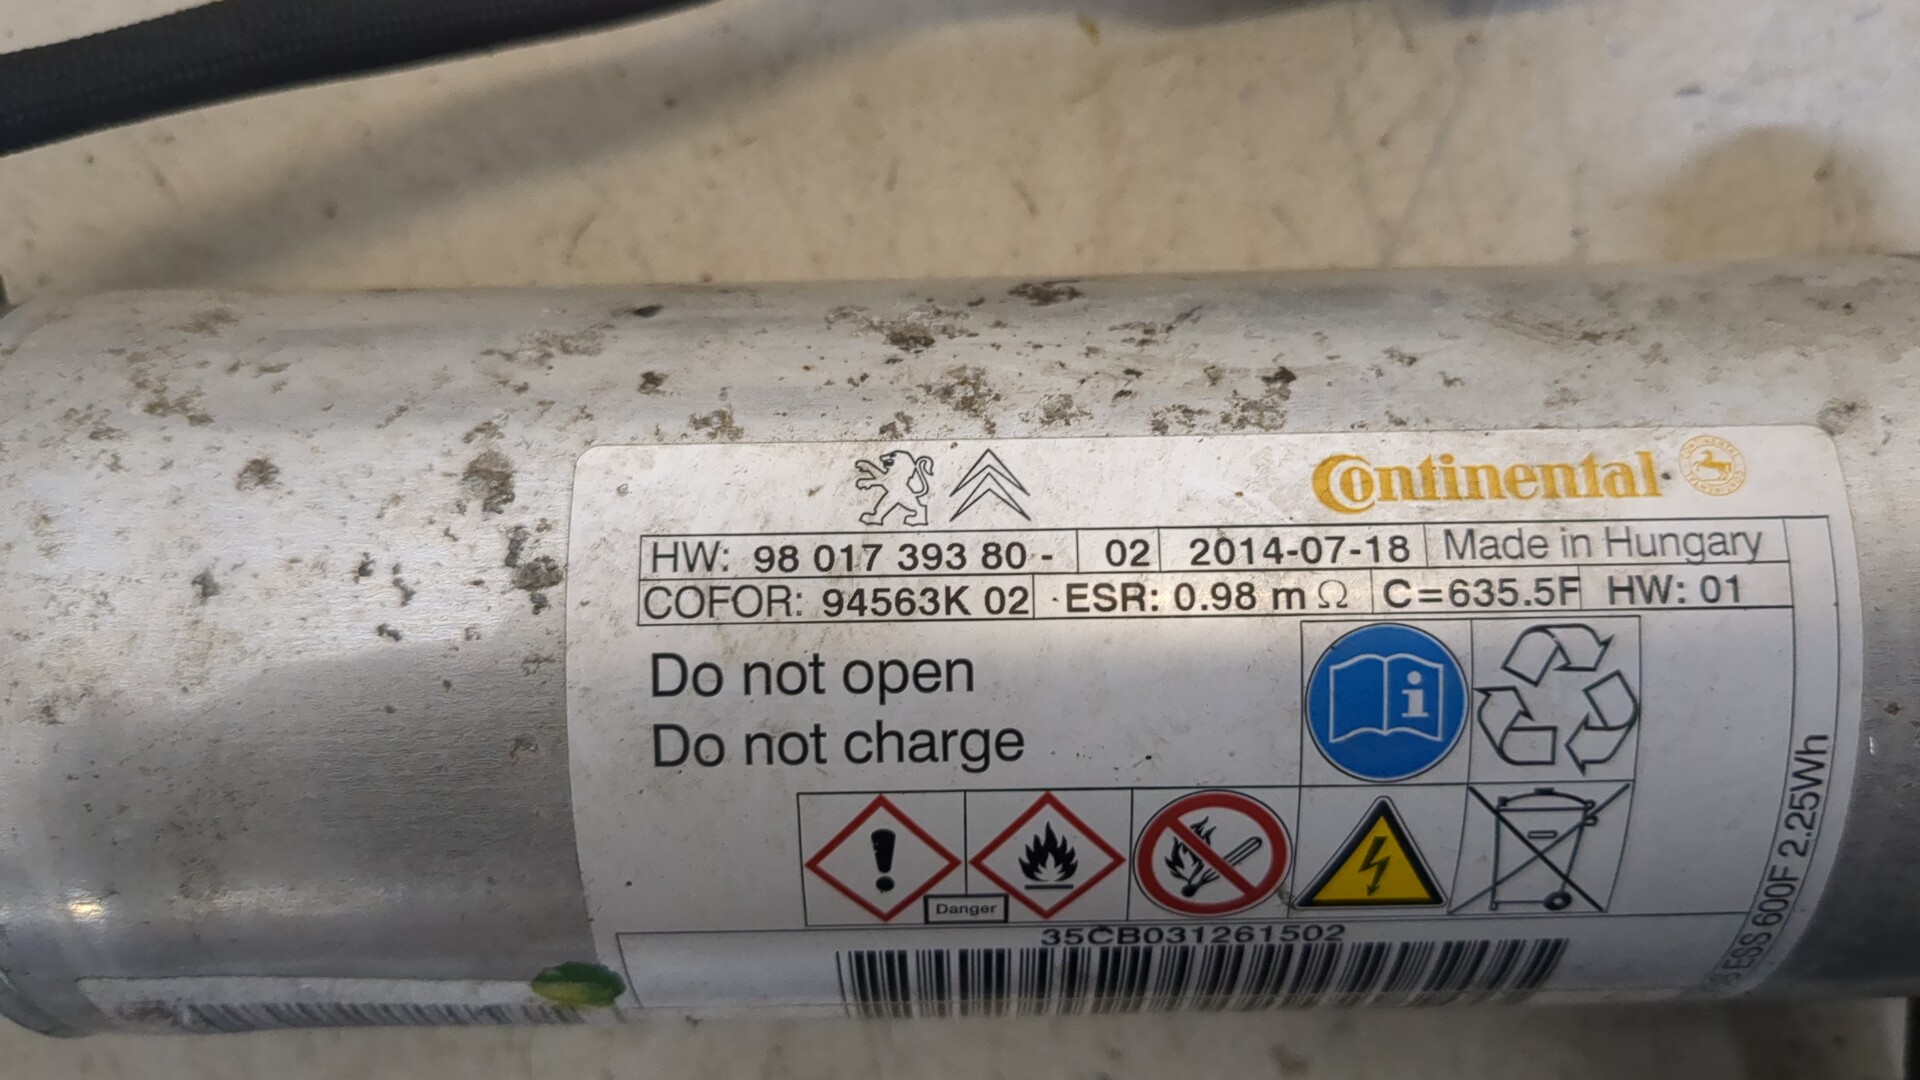 Continental
HW: 98 017 393 80 - 02 2014-07-18 Made in Hungary
COFOR: 94563K 02 ESR: 0.98 m Ω C=635.5F HW: 01
Do not open
Do not charge
Danger
35CB031261502
ESS 600F 2.25Wh